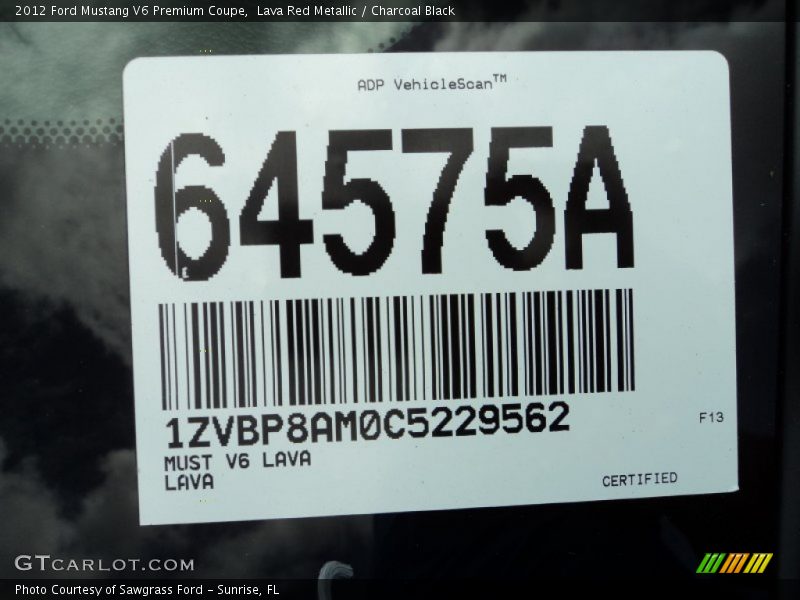 2012 Ford Mustang V6 Premium Coupe,  Lava Red Metallic / Charcoal Black
ADP VehicleScan™
64575A
1ZVBP8AM0C5229562
MUST V6 LAVA
LAVA
F13
CERTIFIED
GTCARLOT.COM
Photo Courtesy of Sawgrass Ford – Sunrise, FL